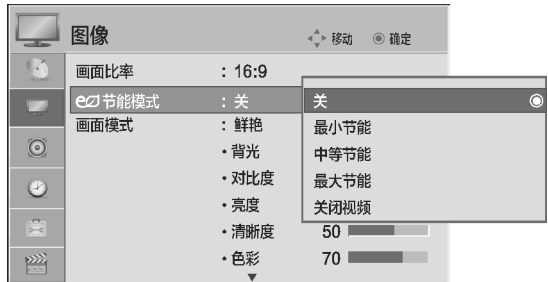 图像
移动 确定
画面比率 : 16:9
e节能模式 : 关
画面模式 : 鲜艳
・背光
・对比度
・亮度
・清晰度 50
・色彩 70
关
最小节能
中等节能
最大节能
关闭视频